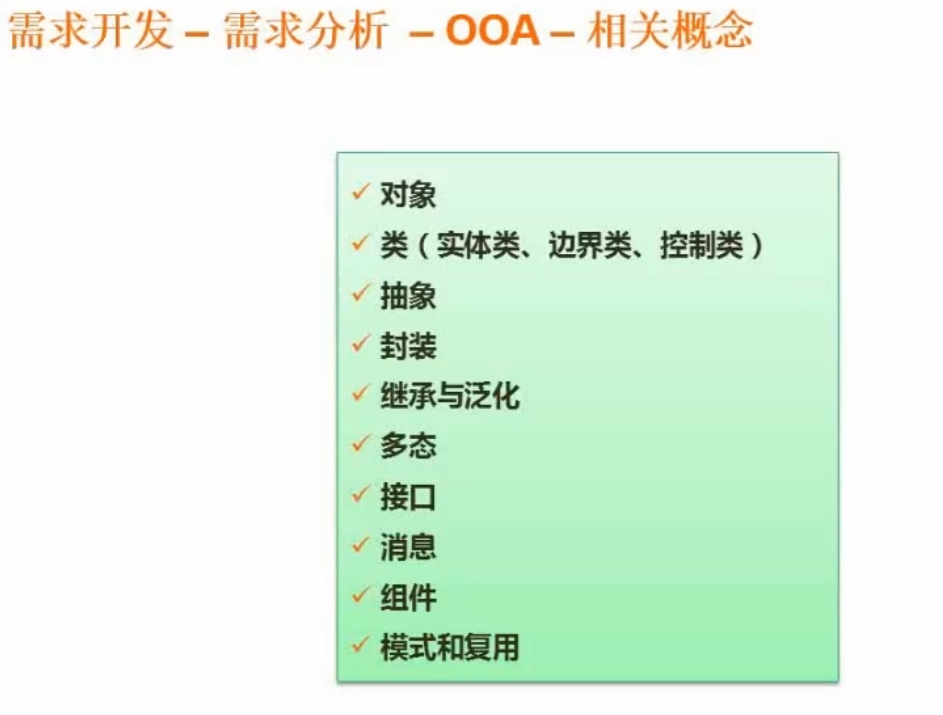 需求开发 – 需求分析 – OOA – 相关概念
✓ 对象
✓ 类（实体类、边界类、控制类）
✓ 抽象
✓ 封装
✓ 继承与泛化
✓ 多态
✓ 接口
✓ 消息
✓ 组件
✓ 模式和复用